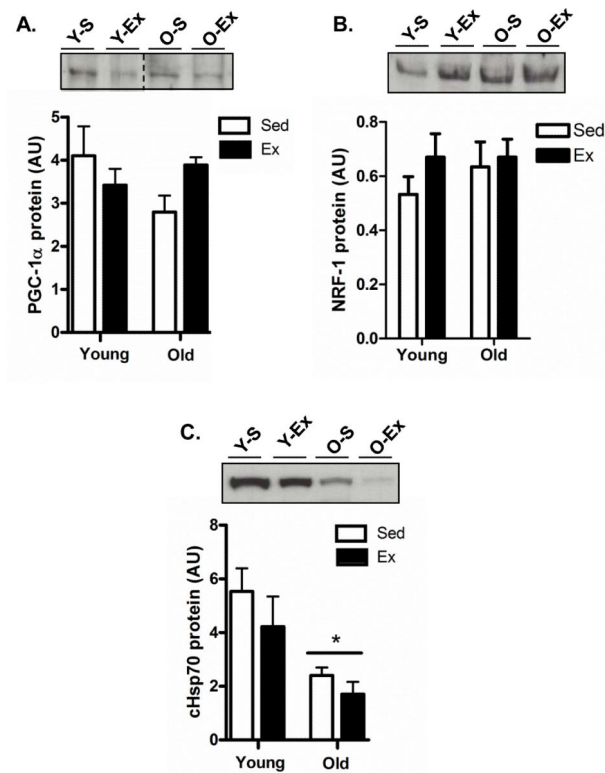 A.
Y-S Y-Ex O-S O-Ex
PGC-1α protein (AU)
5
4
3
2
1
0
Sed
Ex
Young Old
B.
Y-S Y-Ex O-S O-Ex
NRF-1 protein (AU)
0.8
0.6
0.4
0.2
0.0
Sed
Ex
Young Old
C.
Y-S Y-Ex O-S O-Ex
cHsp70 protein (AU)
8
6
4
2
0
Sed
Ex
*
Young Old